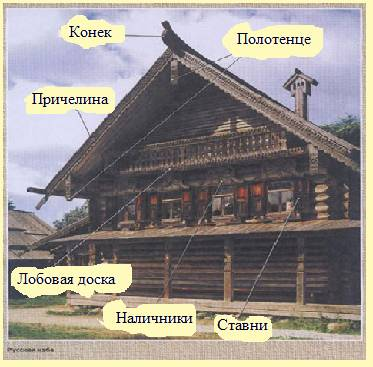 Конек
Полотенце
Причелина
Лобовая доска
Наличники
Ставни
Русская изба